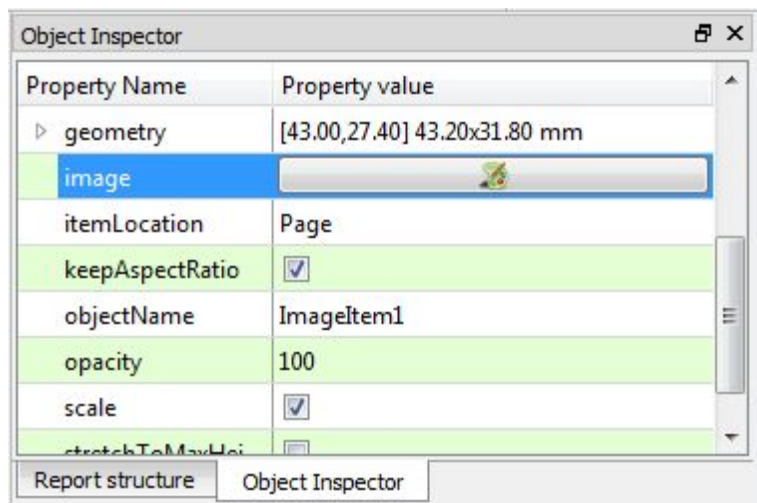 Object Inspector
Property Name Property value
geometry [43.00,27.40] 43.20x31.80 mm
image
itemLocation Page
keepAspectRatio
objectName ImageItem1
opacity 100
scale
stretchToMaxHei
Report structure Object Inspector